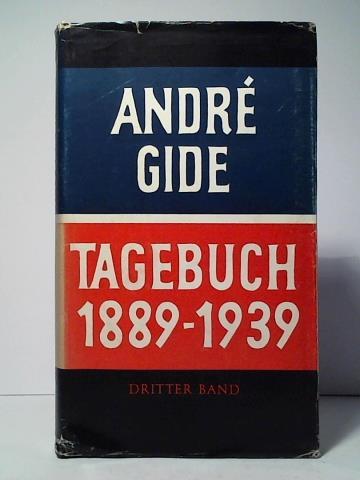 ANDRÉ
GIDE
TAGEBUCH
1889-1939
DRITTER BAND